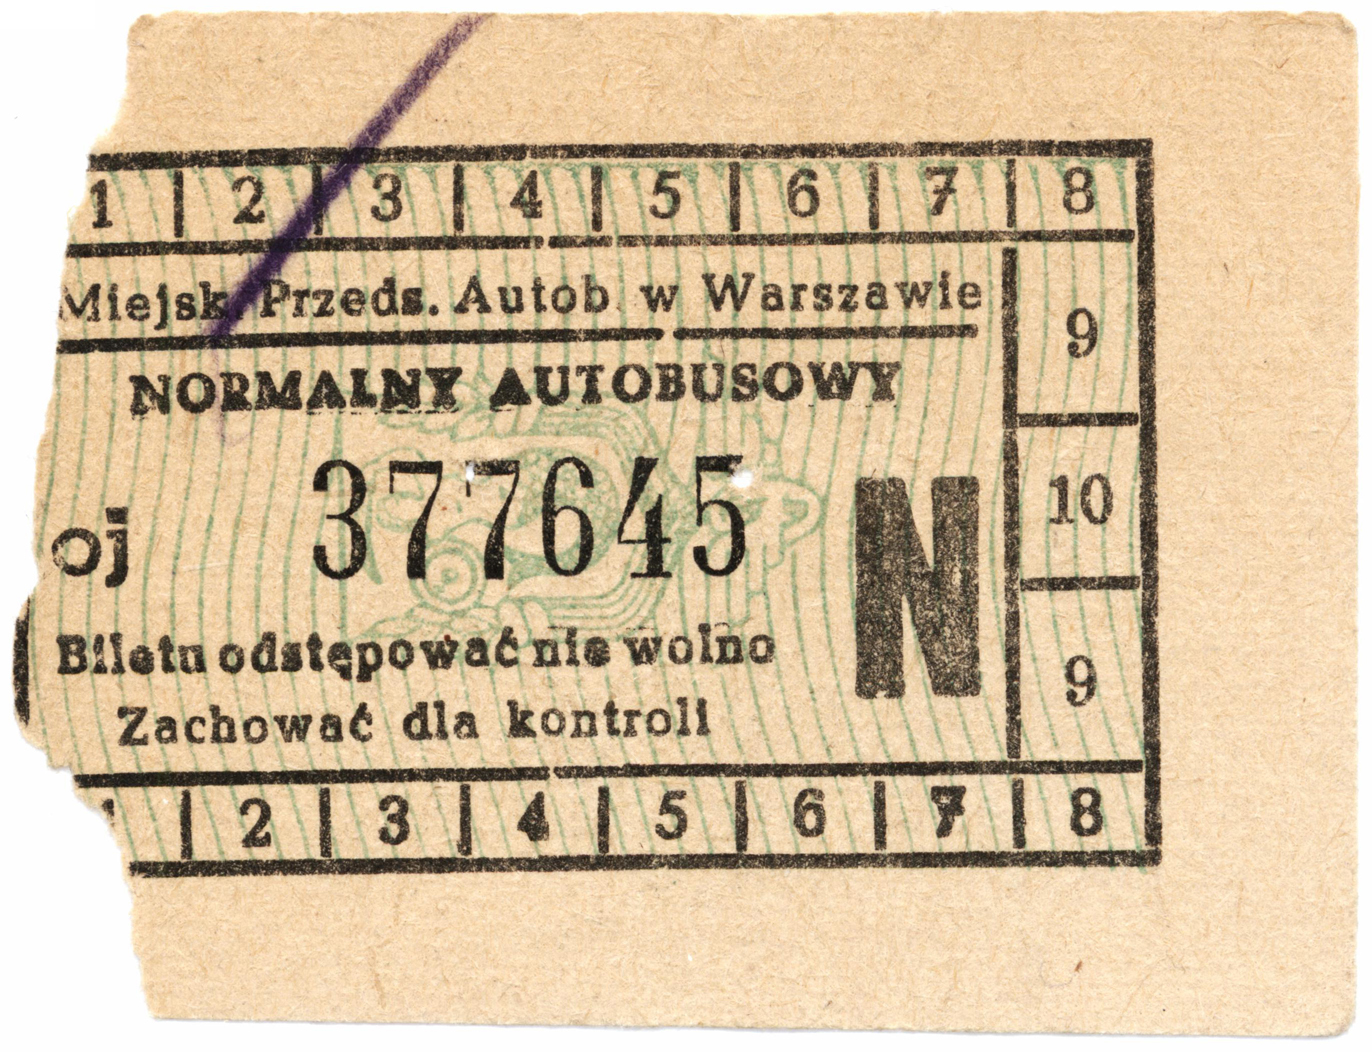 1 2 3 4 5 6 7 8
Miejsk. Przeds. Autob. w Warszawie
9
NORMALNY AUTOBUSOWY
oj 377645 N
10
Biletu odstępować nie wolno
9
Zachować dla kontroli
2 3 4 5 6 7 8